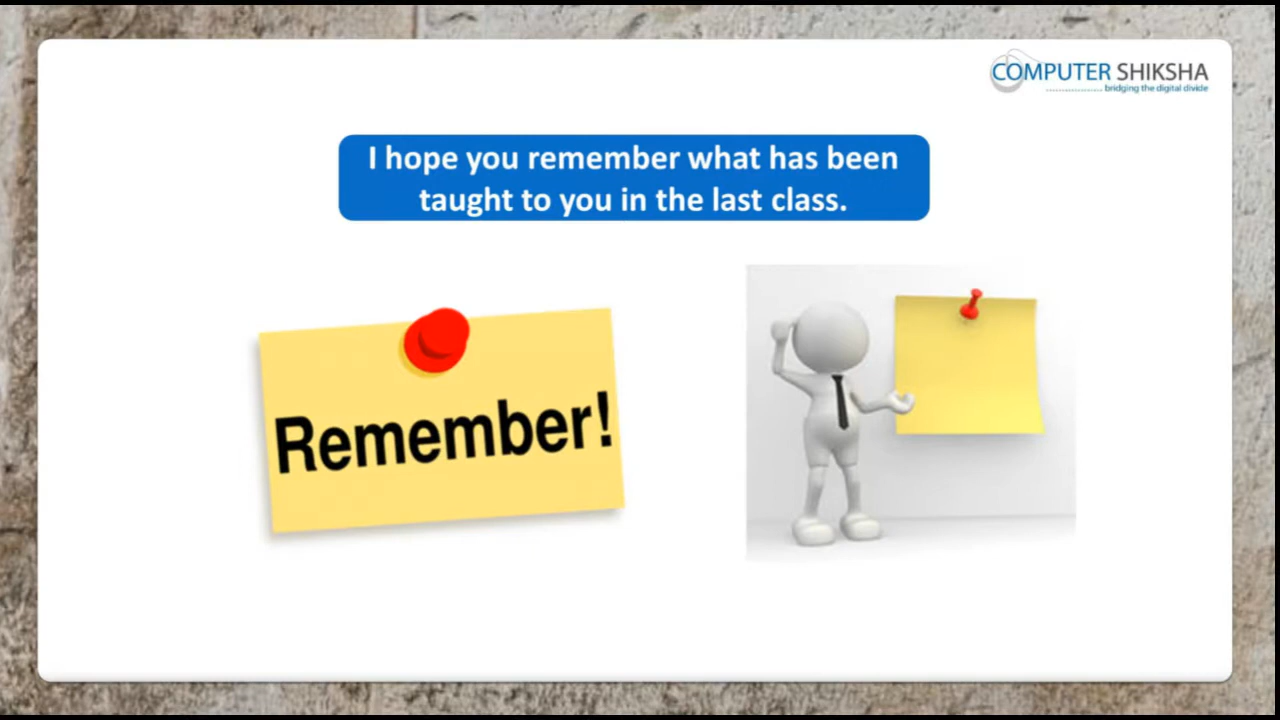 COMPUTER SHIKSHA
bridging the digital divide
I hope you remember what has been
taught to you in the last class.
Remember!